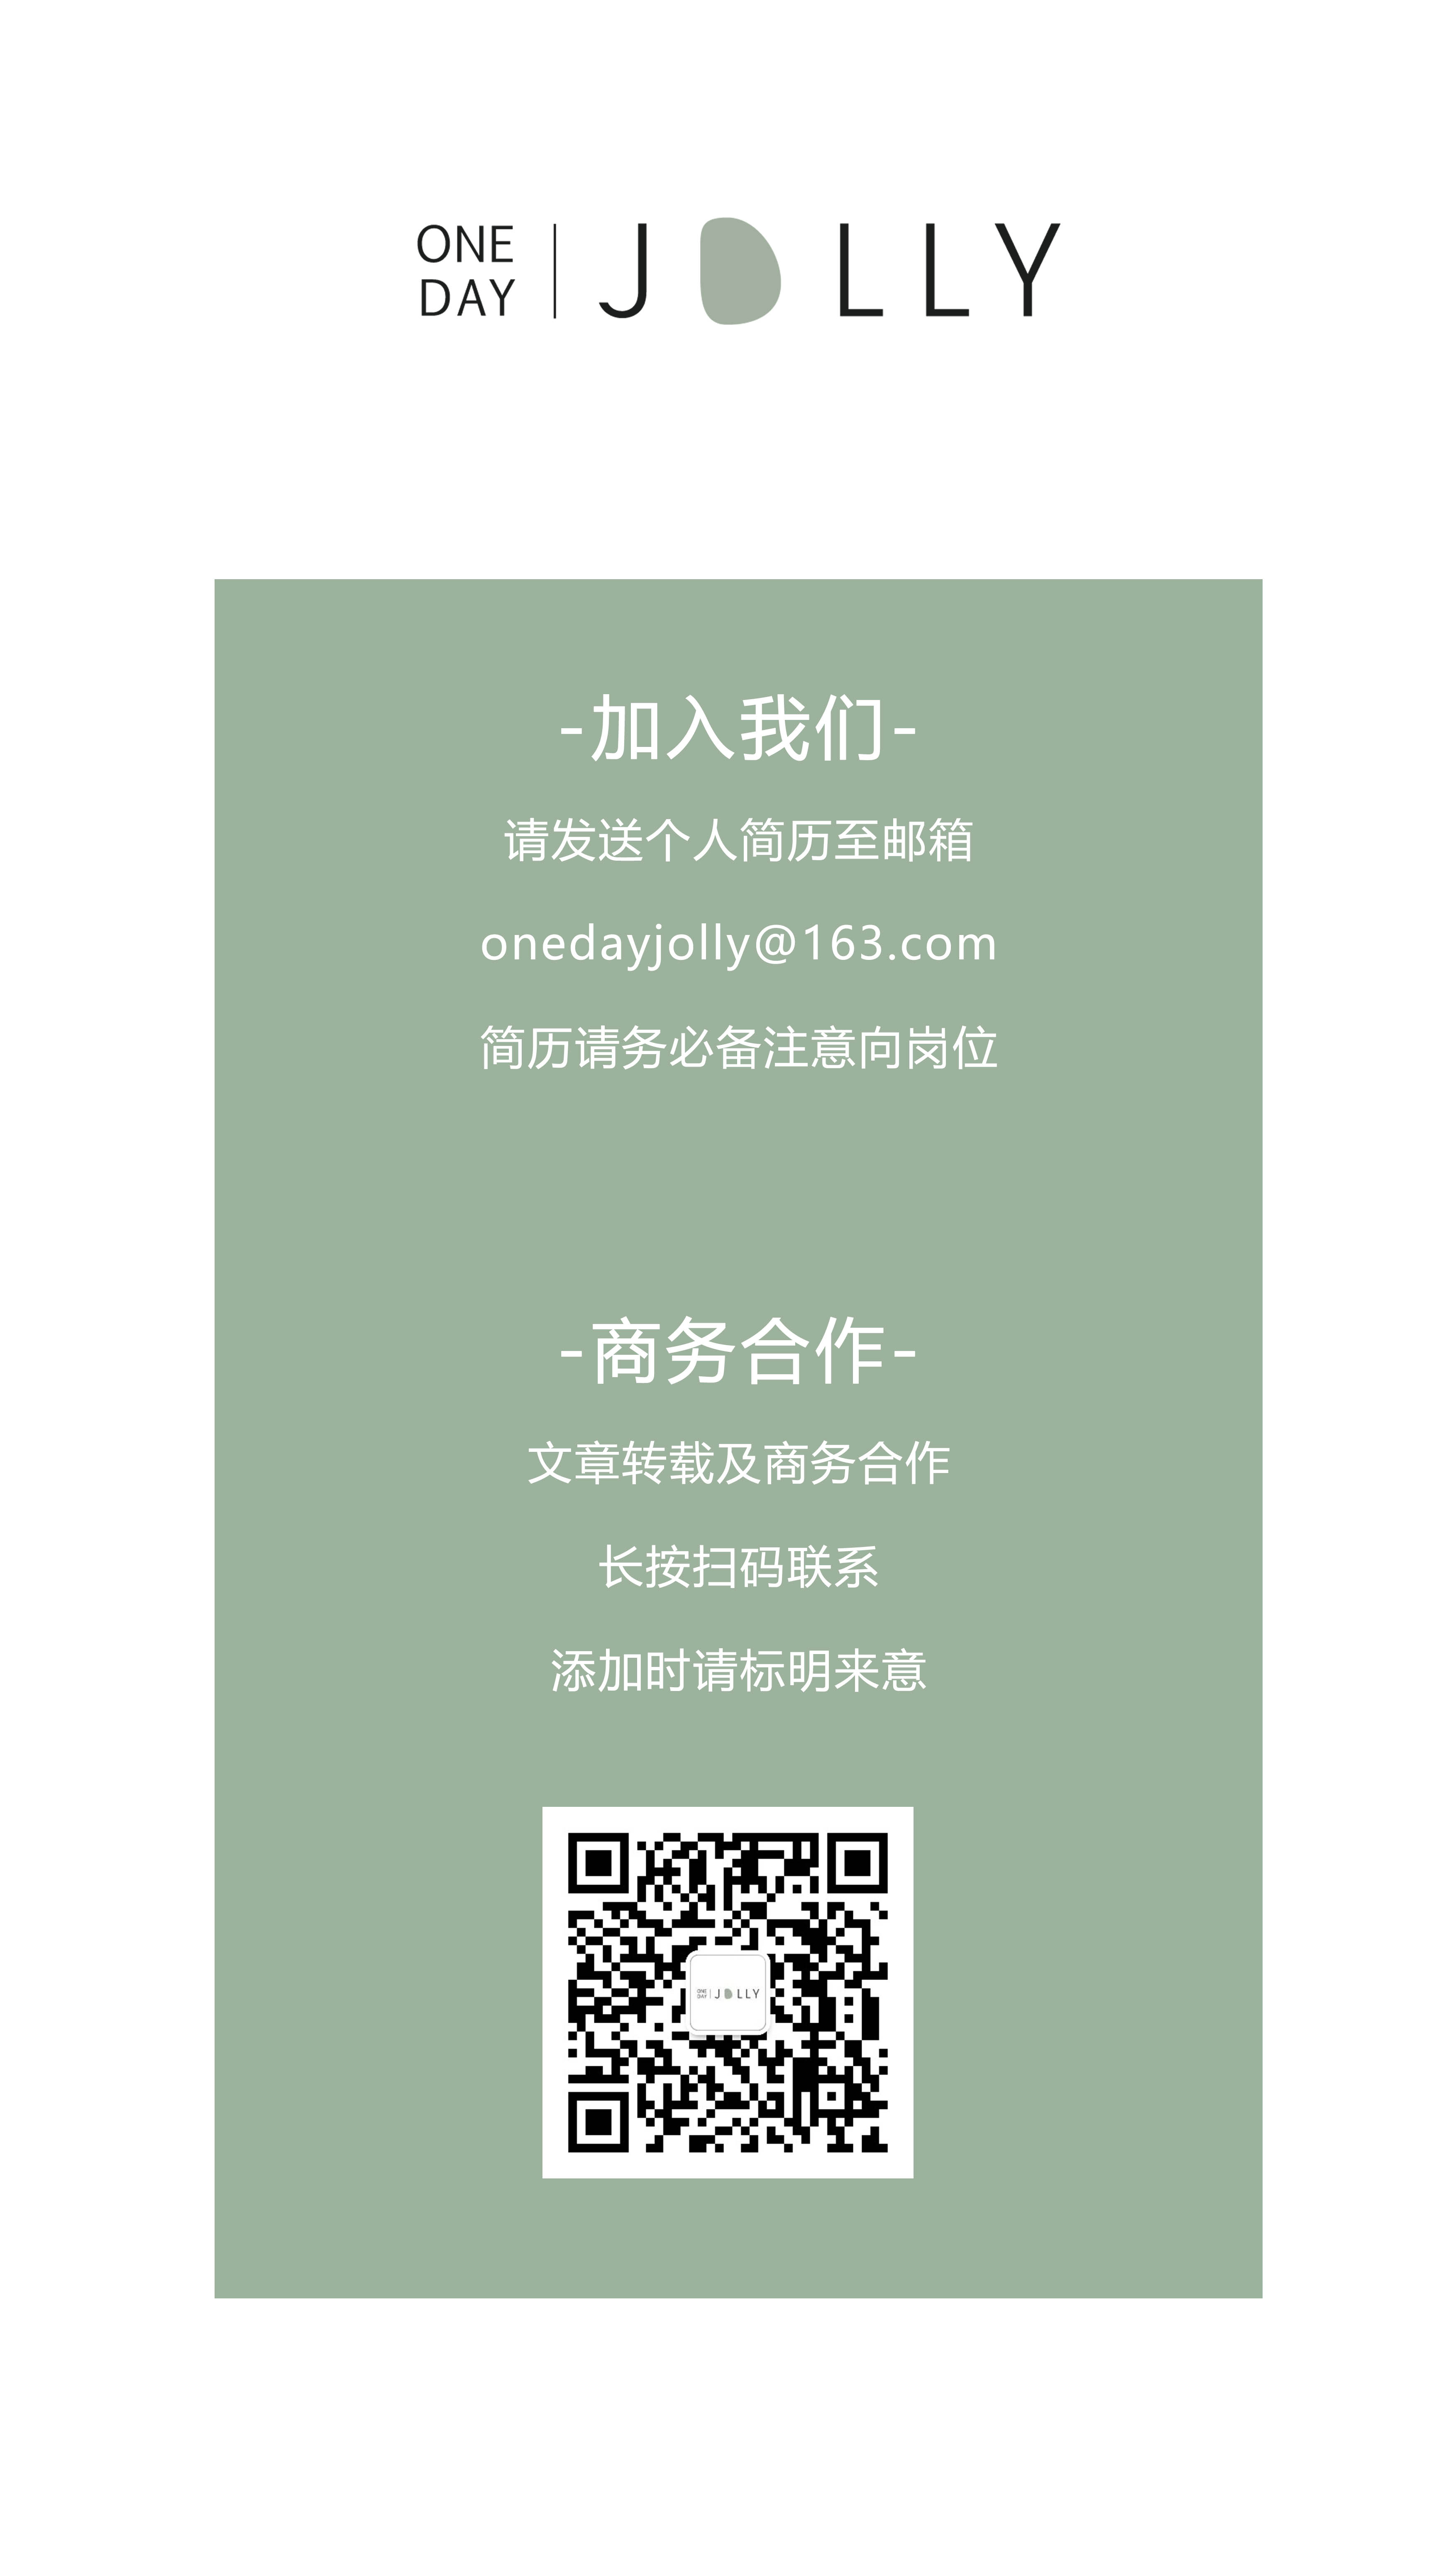 ONE
DAY
J LLY
-加入我们-
请发送个人简历至邮箱
onedayjolly@163.com
简历请务必备注意向岗位
-商务合作-
文章转载及商务合作
长按扫码联系
添加时请标明来意
ONE
DAY
J LLY